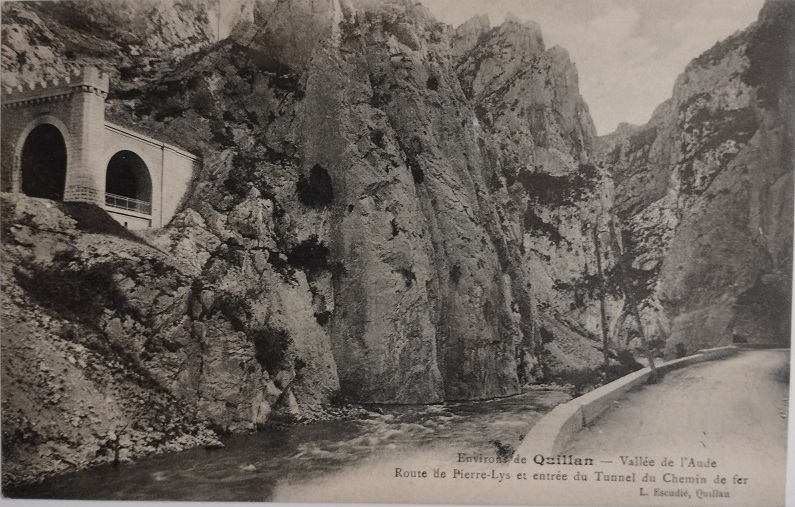 Environs de Quillan — Vallée de l'Aude
Route de Pierre-Lys et entrée du Tunnel du Chemin de fer
L. Escudié, Quillan